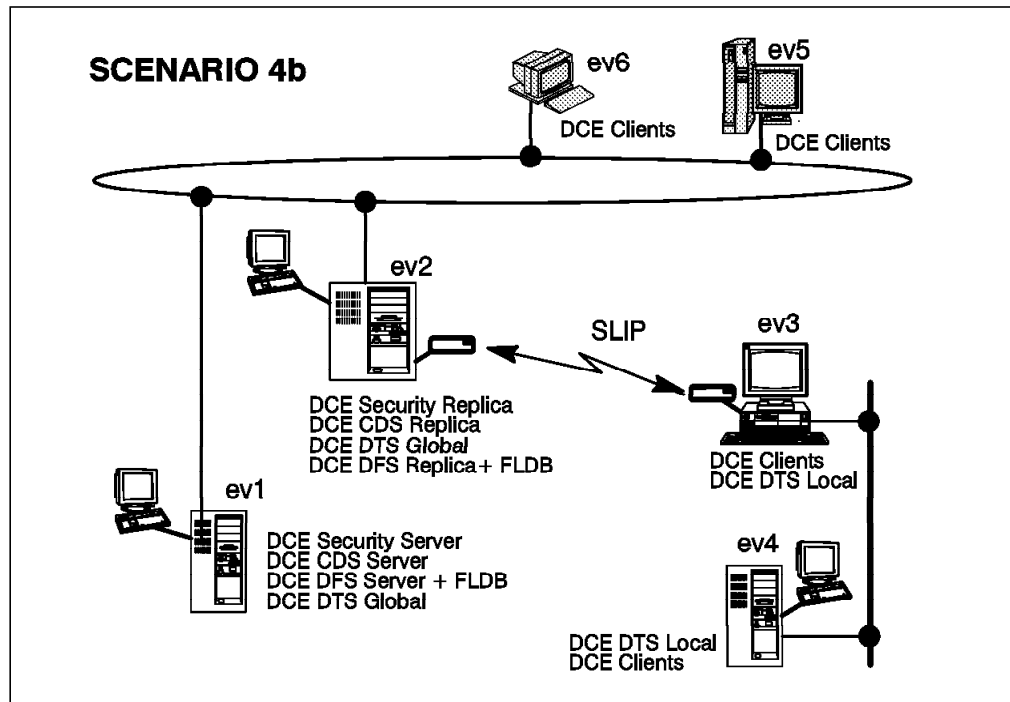 SCENARIO 4b
ev6
DCE Clients
ev5
DCE Clients
ev2
DCE Security Replica
DCE CDS Replica
DCE DTS Global
DCE DFS Replica+ FLDB
SLIP
ev3
DCE Clients
DCE DTS Local
ev1
DCE Security Server
DCE CDS Server
DCE DFS Server + FLDB
DCE DTS Global
ev4
DCE DTS Local
DCE Clients